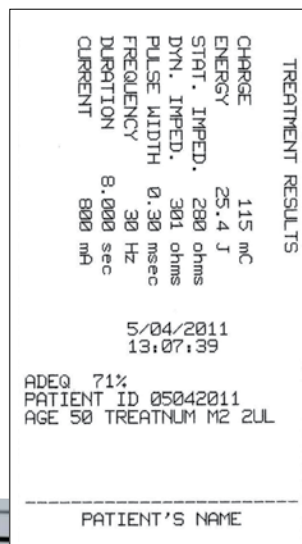 TREATMENT RESULTS
CHARGE 115 mC
ENERGY 25.4 J
STAT. IMPED. 280 ohms
DYN. IMPED. 301 ohms
PULSE WIDTH 0.30 msec
FREQUENCY 30 Hz
DURATION 8.000 sec
CURRENT 800 mA
5/04/2011
13:07:39
ADEQ 71%
PATIENT ID 05042011
AGE 50 TREATNUM M2 2UL
PATIENT'S NAME